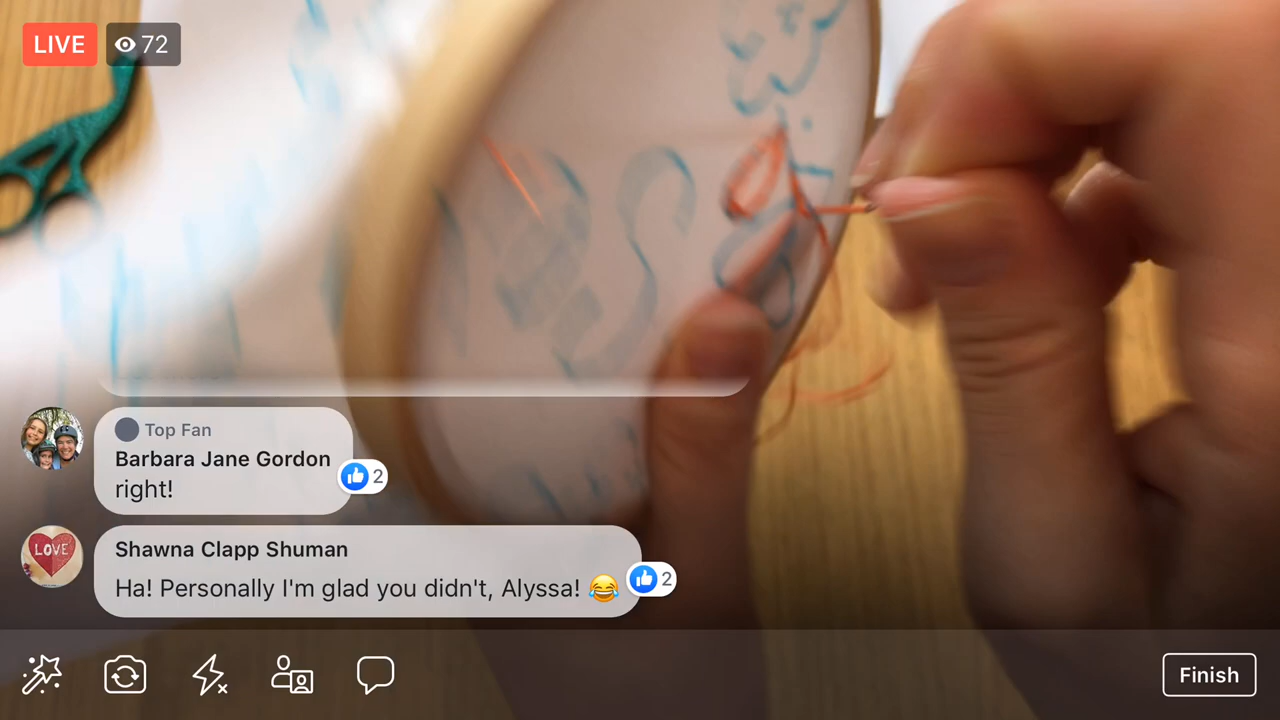 LIVE 72
Top Fan
Barbara Jane Gordon
right!
2
LOVE
Shawna Clapp Shuman
Ha! Personally I'm glad you didn't, Alyssa! 😂
2
Finish